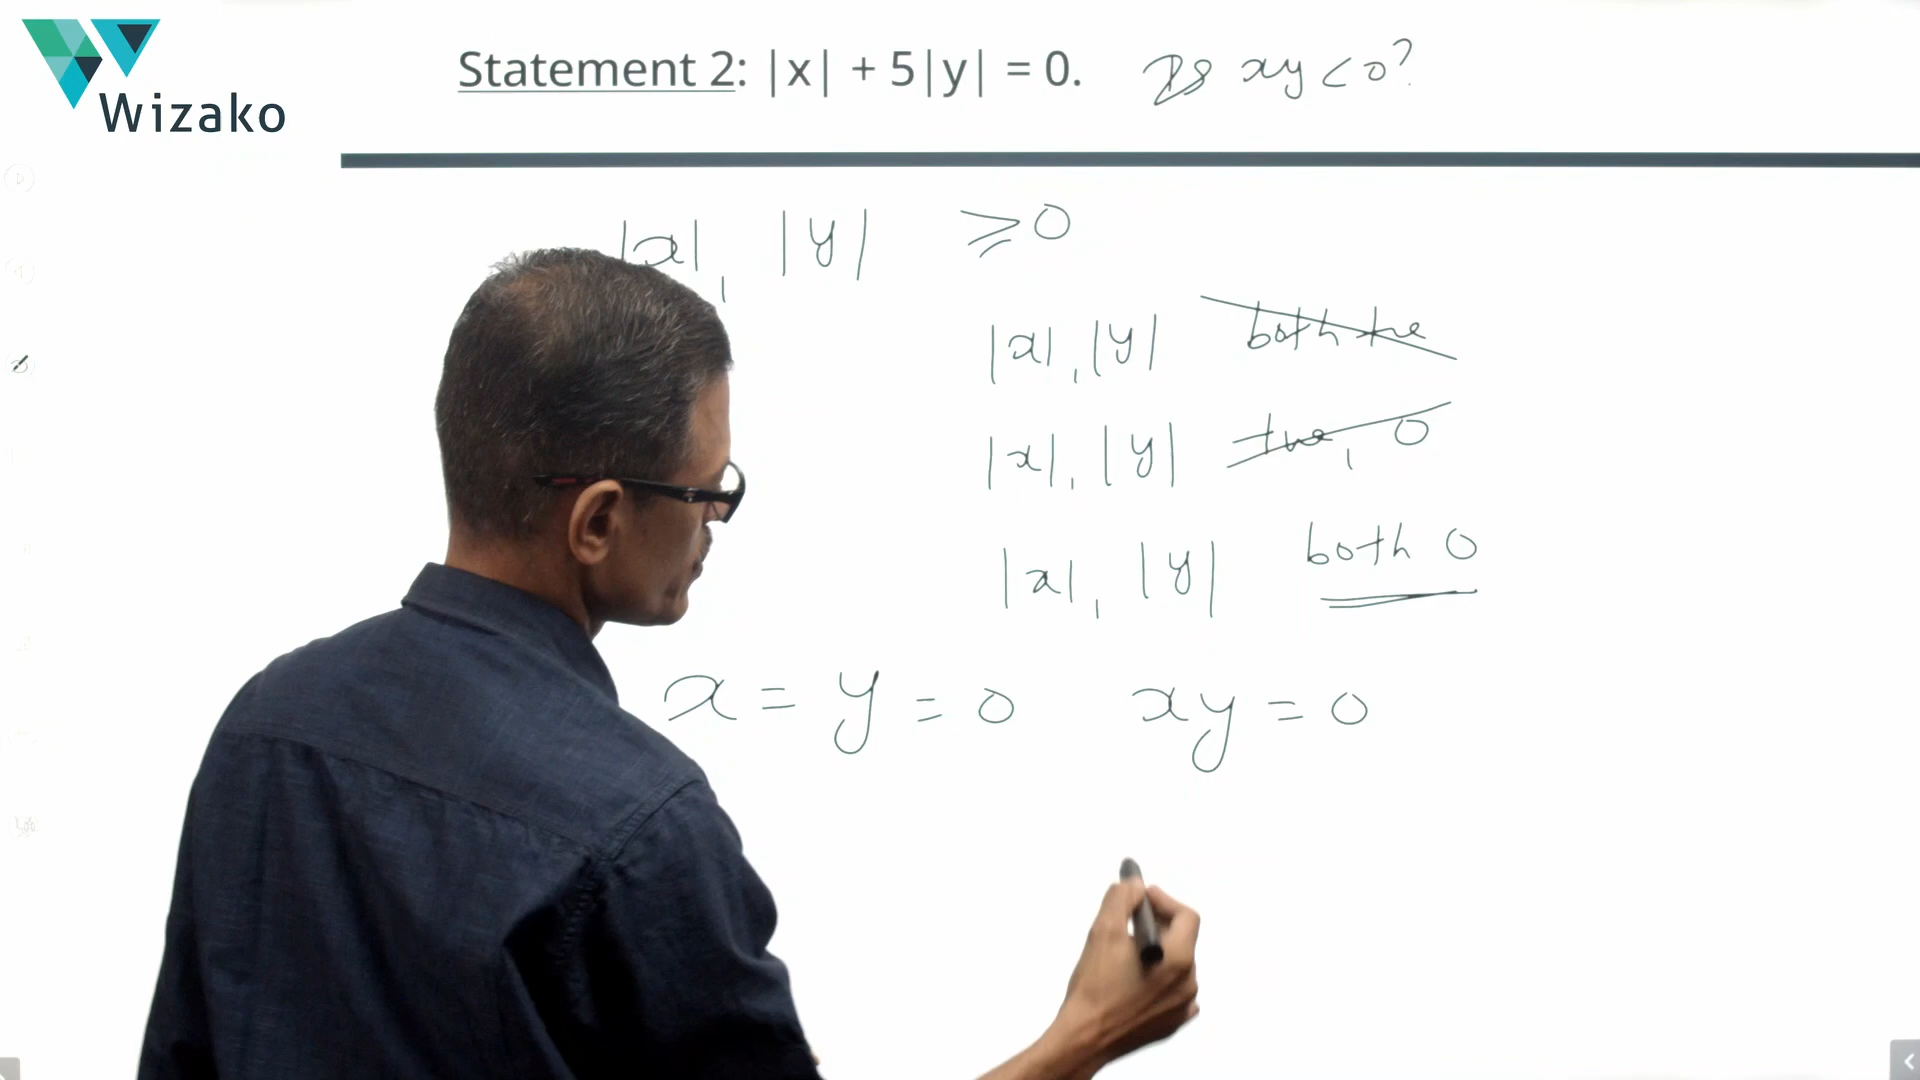 Wizako
Statement 2: |x| + 5|y| = 0. Is xy < 0?
|x|, |y| ⩾ 0
|x|, |y| both +ve
|x|, |y| +ve, 0
|x|, |y| both 0
x = y = 0 xy = 0